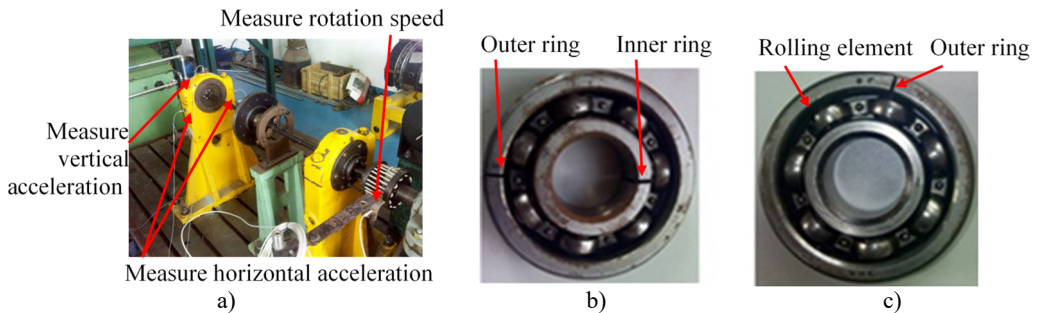 Measure rotation speed
Measure
vertical
acceleration
Measure horizontal acceleration
a)
Outer ring
Inner ring
b)
Rolling element
Outer ring
c)